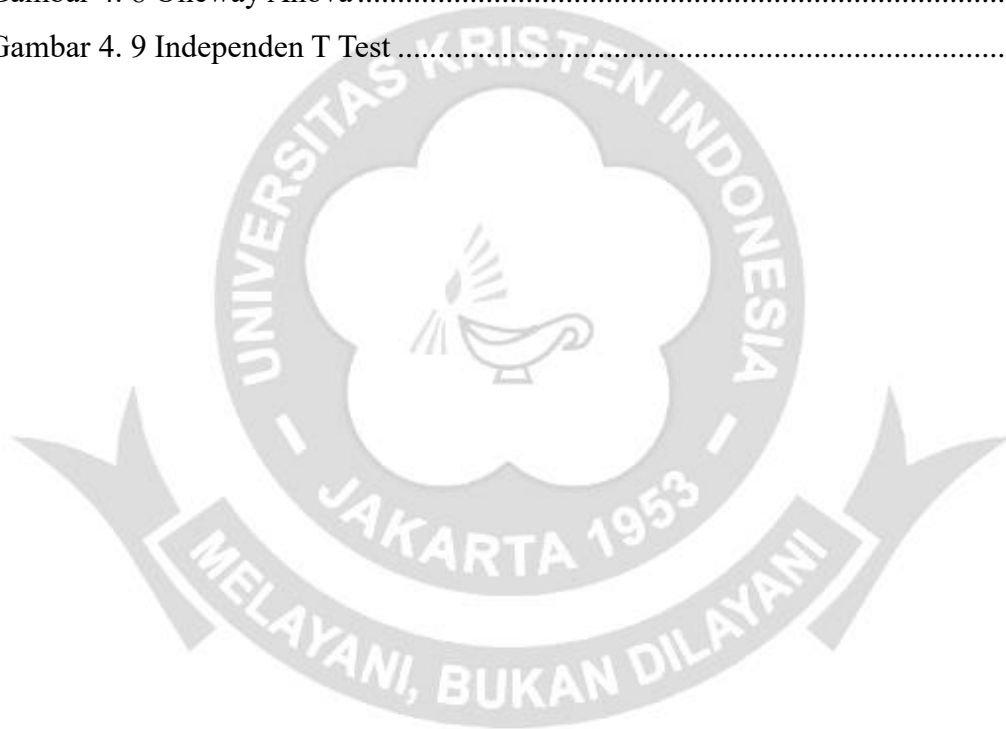 Gambar 4. 8 Oneway Anova.....................................................................................
Gambar 4. 9 Independen T Test ................................................................................
UNIVERSITAS KRISTEN INDONESIA
- JAKARTA 1953 -
MELAYANI, BUKAN DILAYANI